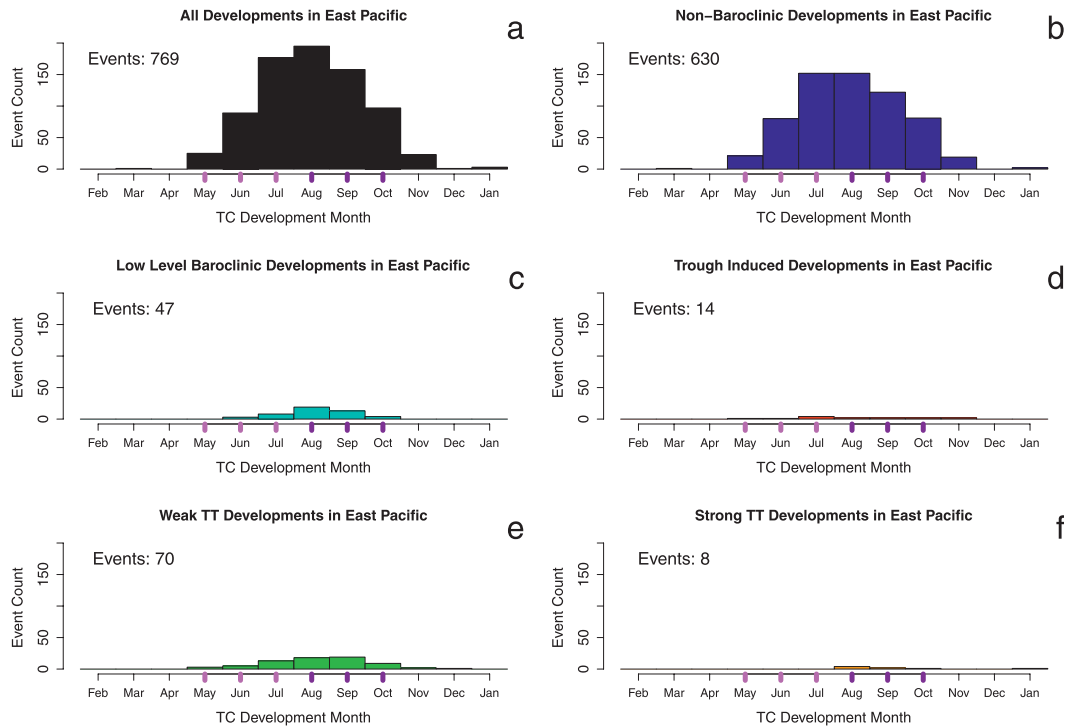 All Developments in East Pacific
a
Events: 769
Event Count
150
50
0
Feb Mar Apr May Jun Jul Aug Sep Oct Nov Dec Jan
TC Development Month
Non−Baroclinic Developments in East Pacific
b
Events: 630
Event Count
150
50
0
Feb Mar Apr May Jun Jul Aug Sep Oct Nov Dec Jan
TC Development Month
Low Level Baroclinic Developments in East Pacific
c
Events: 47
Event Count
150
50
0
Feb Mar Apr May Jun Jul Aug Sep Oct Nov Dec Jan
TC Development Month
Trough Induced Developments in East Pacific
d
Events: 14
Event Count
150
50
0
Feb Mar Apr May Jun Jul Aug Sep Oct Nov Dec Jan
TC Development Month
Weak TT Developments in East Pacific
e
Events: 70
Event Count
150
50
0
Feb Mar Apr May Jun Jul Aug Sep Oct Nov Dec Jan
TC Development Month
Strong TT Developments in East Pacific
f
Events: 8
Event Count
150
50
0
Feb Mar Apr May Jun Jul Aug Sep Oct Nov Dec Jan
TC Development Month